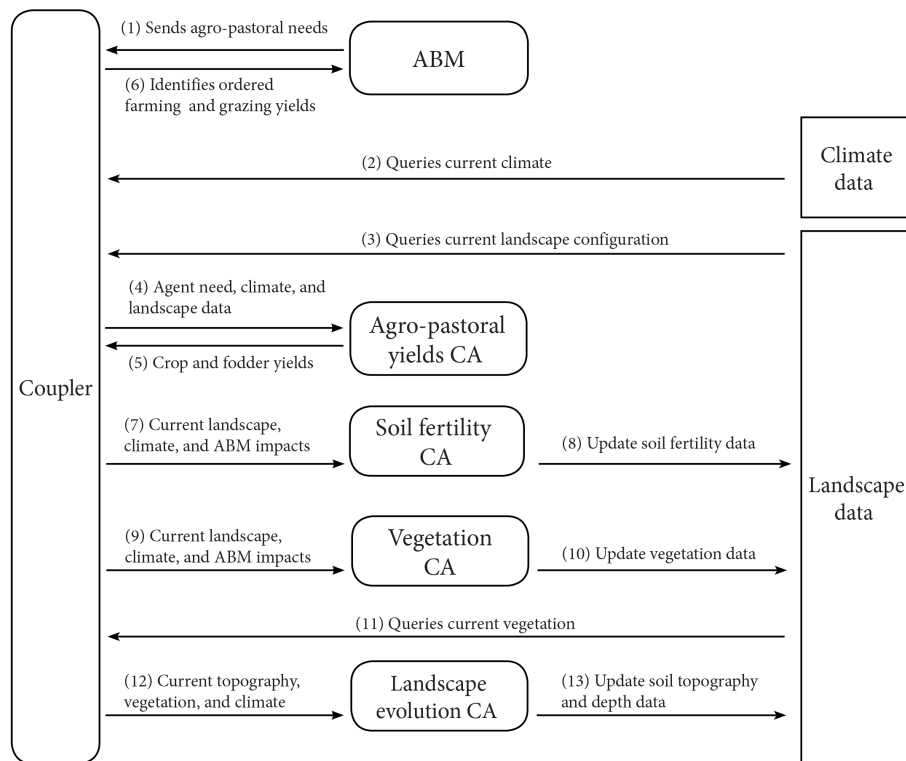 (1) Sends agro-pastoral needs
ABM
(6) Identifies ordered
farming and grazing yields
Climate
data
(2) Queries current climate
(3) Queries current landscape configuration
(4) Agent need, climate, and
landscape data
Agro-pastoral
yields CA
(5) Crop and fodder yields
Coupler
(7) Current landscape,
climate, and ABM impacts
Soil fertility
CA
(8) Update soil fertility data
Landscape
data
(9) Current landscape,
climate, and ABM impacts
Vegetation
CA
(10) Update vegetation data
(11) Queries current vegetation
(12) Current topography,
vegetation, and climate
Landscape
evolution CA
(13) Update soil topography
and depth data